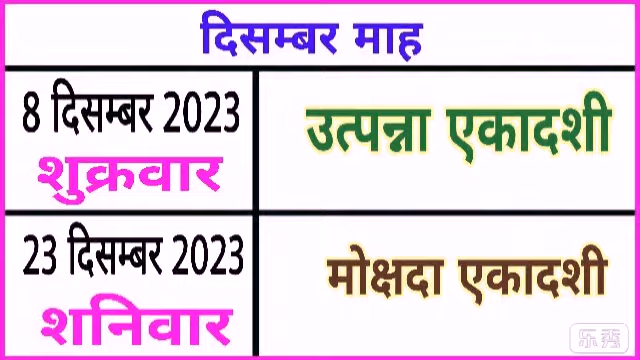 दिसम्बर माह
8 दिसम्बर 2023
शुक्रवार
उत्पन्ना एकादशी
23 दिसम्बर 2023
शनिवार
मोक्षदा एकादशी
乐秀